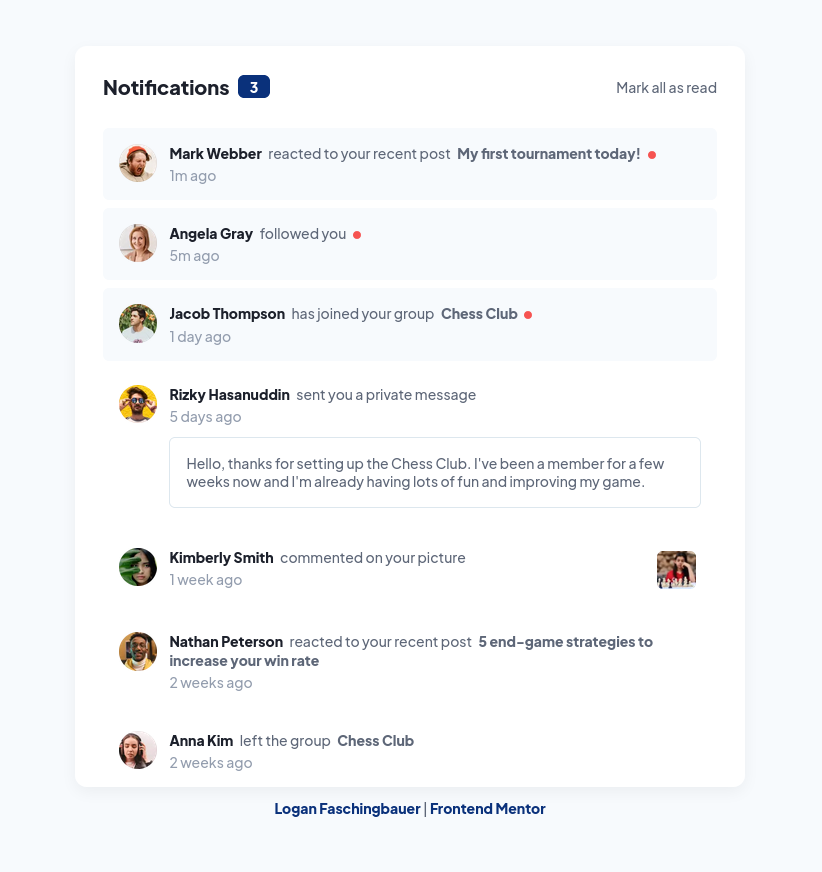 Notifications 3 Mark all as read
Mark Webber reacted to your recent post My first tournament today!
1m ago
Angela Gray followed you
5m ago
Jacob Thompson has joined your group Chess Club
1 day ago
Rizky Hasanuddin sent you a private message
5 days ago
Hello, thanks for setting up the Chess Club. I've been a member for a few
weeks now and I'm already having lots of fun and improving my game.
Kimberly Smith commented on your picture
1 week ago
Nathan Peterson reacted to your recent post 5 end-game strategies to
increase your win rate
2 weeks ago
Anna Kim left the group Chess Club
2 weeks ago
Logan Faschingbauer | Frontend Mentor